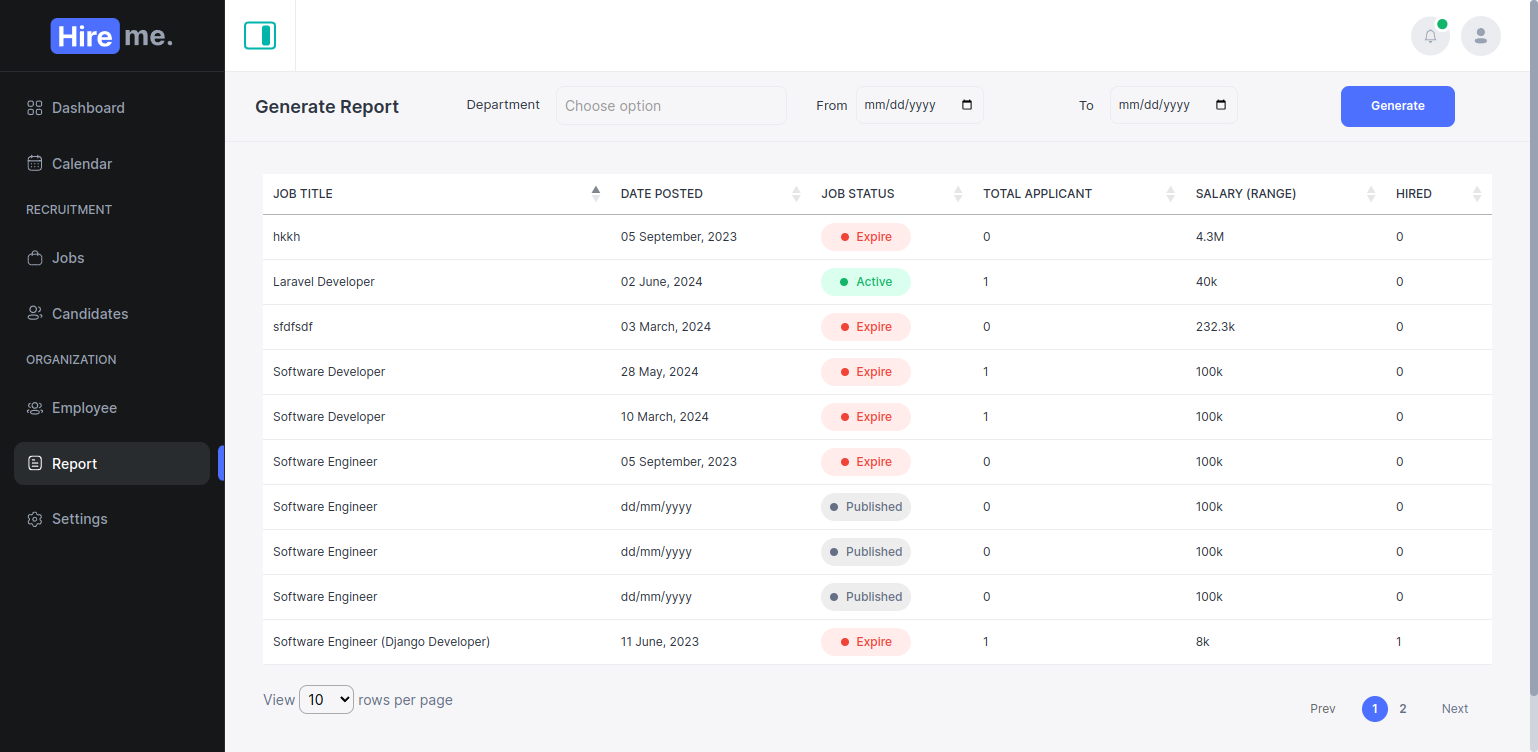 Hire me.
Dashboard
Calendar
RECRUITMENT
Jobs
Candidates
ORGANIZATION
Employee
Report
Settings
Generate Report Department Choose option From mm/dd/yyyy To mm/dd/yyyy Generate
JOB TITLE DATE POSTED JOB STATUS TOTAL APPLICANT SALARY (RANGE) HIRED
hkkh 05 September, 2023 Expire 0 4.3M 0
Laravel Developer 02 June, 2024 Active 1 40k 0
sfdfsdf 03 March, 2024 Expire 0 232.3k 0
Software Developer 28 May, 2024 Expire 1 100k 0
Software Developer 10 March, 2024 Expire 1 100k 0
Software Engineer 05 September, 2023 Expire 0 100k 0
Software Engineer dd/mm/yyyy Published 0 100k 0
Software Engineer dd/mm/yyyy Published 0 100k 0
Software Engineer dd/mm/yyyy Published 0 100k 0
Software Engineer (Django Developer) 11 June, 2023 Expire 1 8k 1
View 10 rows per page
Prev 1 2 Next